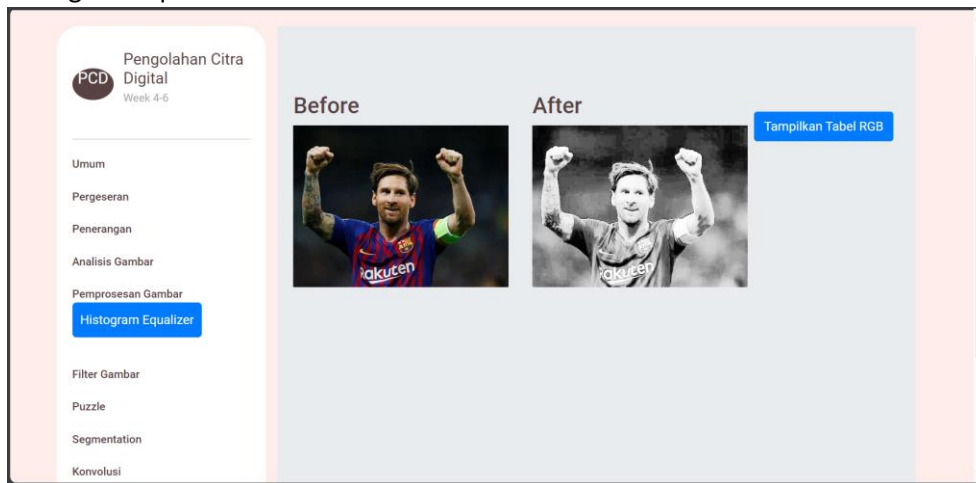 PCD
Pengolahan Citra
Digital
Week 4-6
Umum
Pergeseran
Penerangan
Analisis Gambar
Pemprosesan Gambar
Histogram Equalizer
Filter Gambar
Puzzle
Segmentation
Konvolusi
Before
After
Tampilkan Tabel RGB
Rakuten
Rakuten